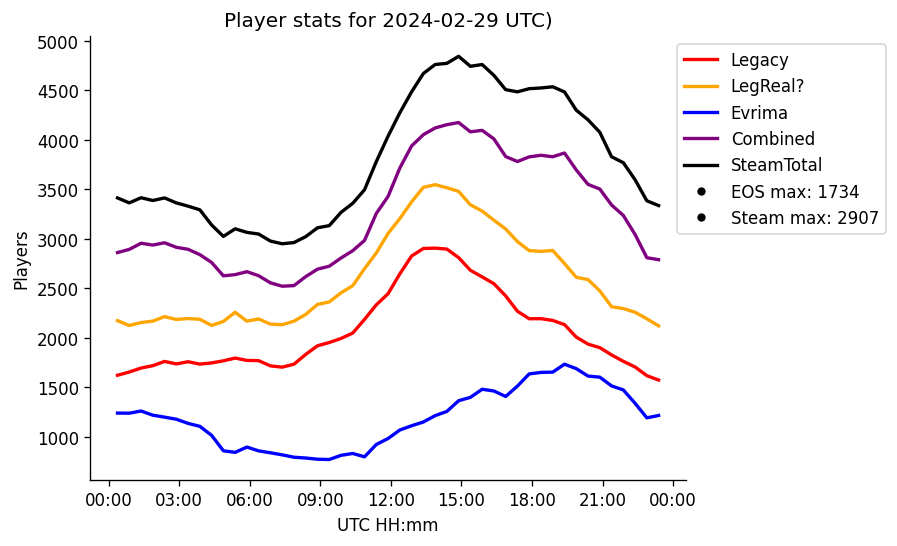 Player stats for 2024-02-29 UTC)
5000
4500
4000
3500
3000
2500
2000
1500
1000
Players
00:00 03:00 06:00 09:00 12:00 15:00 18:00 21:00 00:00
UTC HH:mm
Legacy
LegReal?
Evrima
Combined
SteamTotal
EOS max: 1734
Steam max: 2907